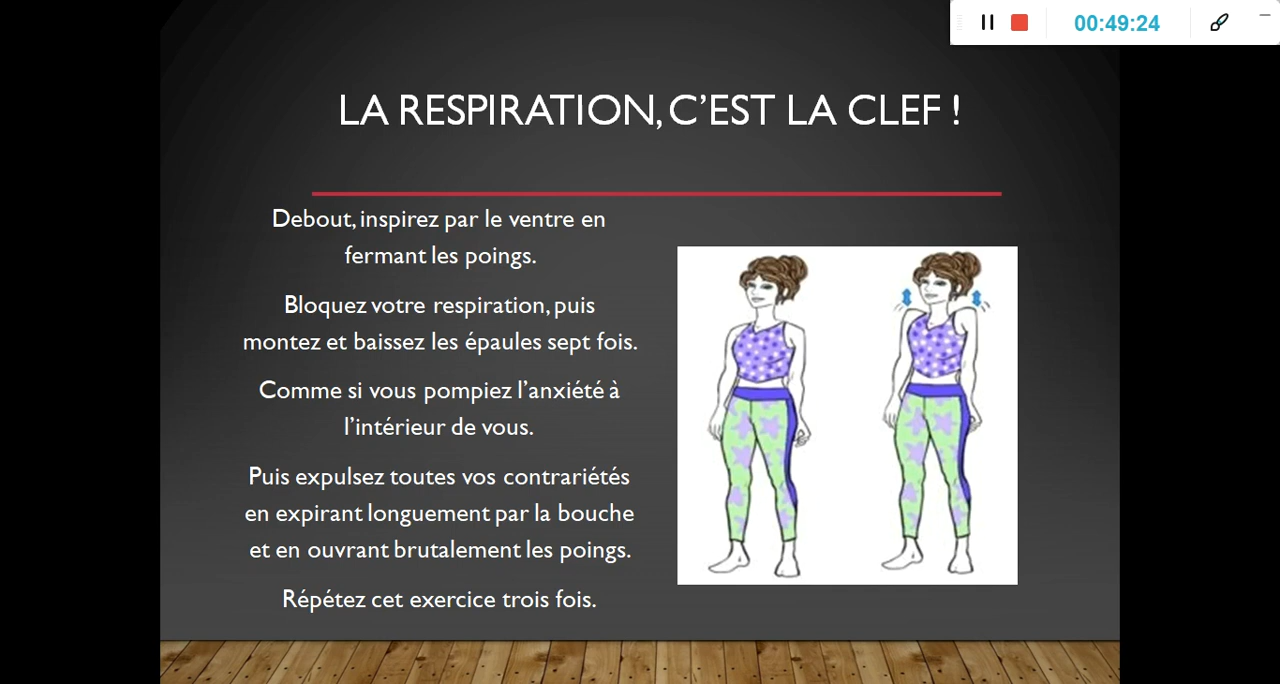 00:49:24
LA RESPIRATION, C’EST LA CLEF !
Debout, inspirez par le ventre en
fermant les poings.
Bloquez votre respiration, puis
montez et baissez les épaules sept fois.
Comme si vous pompiez l’anxiété à
l’intérieur de vous.
Puis expulsez toutes vos contrariétés
en expirant longuement par la bouche
et en ouvrant brutalement les poings.
Répétez cet exercice trois fois.